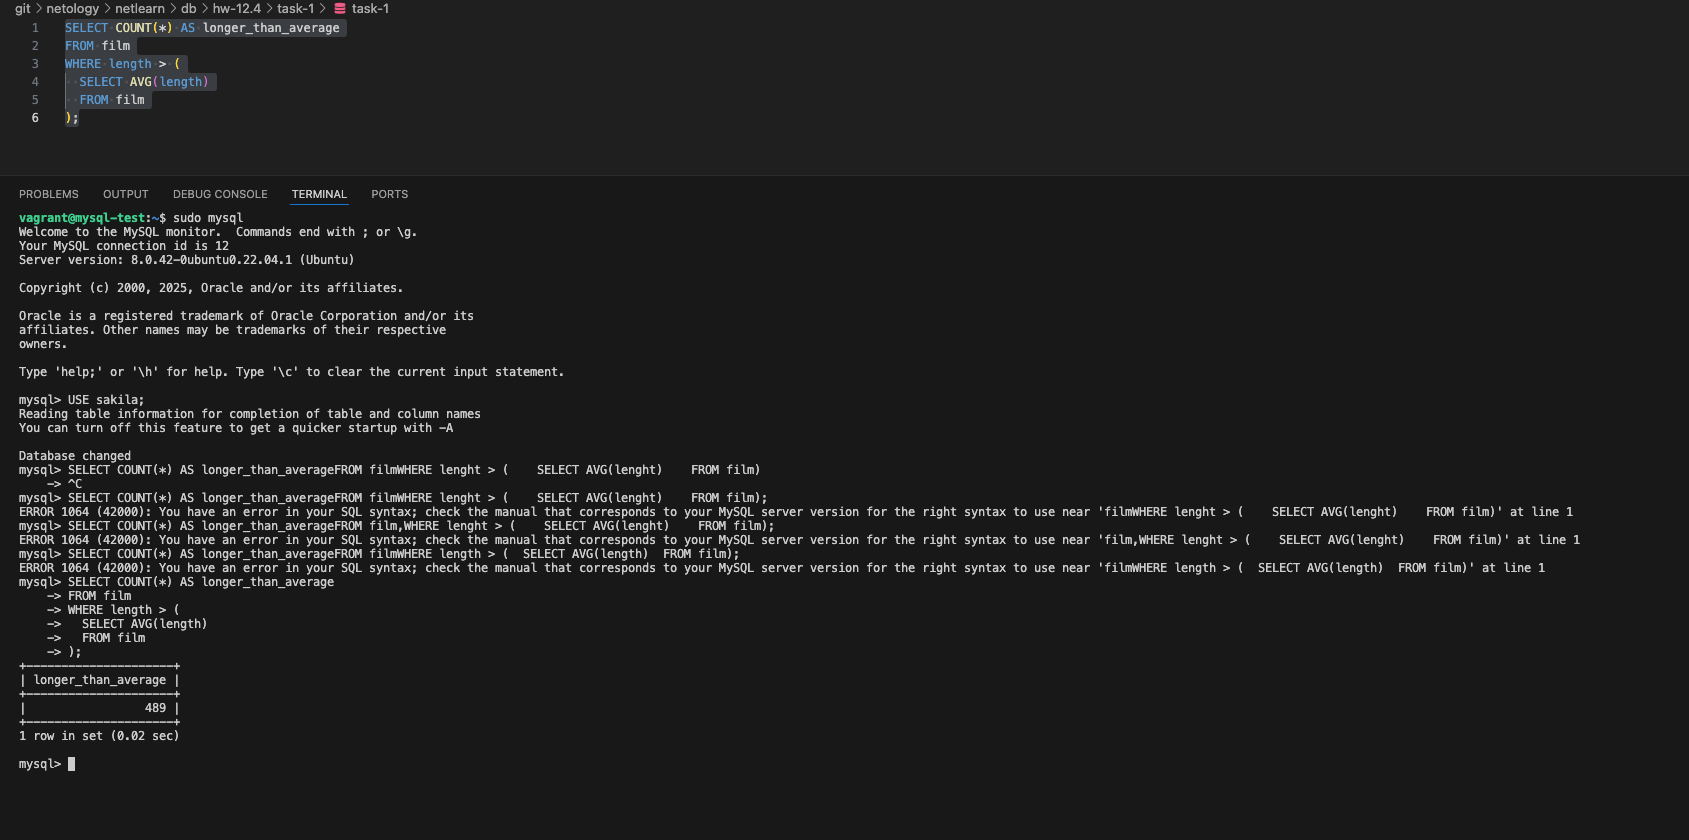 git > netology > netlearn > db > hw-12.4 > task-1 > task-1
1 SELECT COUNT(*) AS longer_than_average
2 FROM film
3 WHERE length > (
4 SELECT AVG(length)
5 FROM film
6 );
PROBLEMS OUTPUT DEBUG CONSOLE TERMINAL PORTS
vagrant@mysql-test:~$ sudo mysql
Welcome to the MySQL monitor.  Commands end with ; or \g.
Your MySQL connection id is 12
Server version: 8.0.42-0ubuntu0.22.04.1 (Ubuntu)
Copyright (c) 2000, 2025, Oracle and/or its affiliates.
Oracle is a registered trademark of Oracle Corporation and/or its
affiliates. Other names may be trademarks of their respective
owners.
Type 'help;' or '\h' for help. Type '\c' to clear the current input statement.
mysql> USE sakila;
Reading table information for completion of table and column names
You can turn off this feature to get a quicker startup with -A
Database changed
mysql> SELECT COUNT(*) AS longer_than_averageFROM filmWHERE lenght > (    SELECT AVG(lenght)    FROM film)
    -> ^C
mysql> SELECT COUNT(*) AS longer_than_averageFROM filmWHERE lenght > (    SELECT AVG(lenght)    FROM film);
ERROR 1064 (42000): You have an error in your SQL syntax; check the manual that corresponds to your MySQL server version for the right syntax to use near 'filmWHERE lenght > (    SELECT AVG(lenght)    FROM film)' at line 1
mysql> SELECT COUNT(*) AS longer_than_averageFROM film,WHERE lenght > (    SELECT AVG(lenght)    FROM film);
ERROR 1064 (42000): You have an error in your SQL syntax; check the manual that corresponds to your MySQL server version for the right syntax to use near 'film,WHERE lenght > (    SELECT AVG(lenght)    FROM film)' at line 1
mysql> SELECT COUNT(*) AS longer_than_averageFROM filmWHERE length > (  SELECT AVG(length)  FROM film);
ERROR 1064 (42000): You have an error in your SQL syntax; check the manual that corresponds to your MySQL server version for the right syntax to use near 'filmWHERE length > (  SELECT AVG(length)  FROM film)' at line 1
mysql> SELECT COUNT(*) AS longer_than_average
    -> FROM film
    -> WHERE length > (
    ->   SELECT AVG(length)
    ->   FROM film
    -> );
+---------------------+
| longer_than_average |
+---------------------+
|                 489 |
+---------------------+
1 row in set (0.02 sec)
mysql>